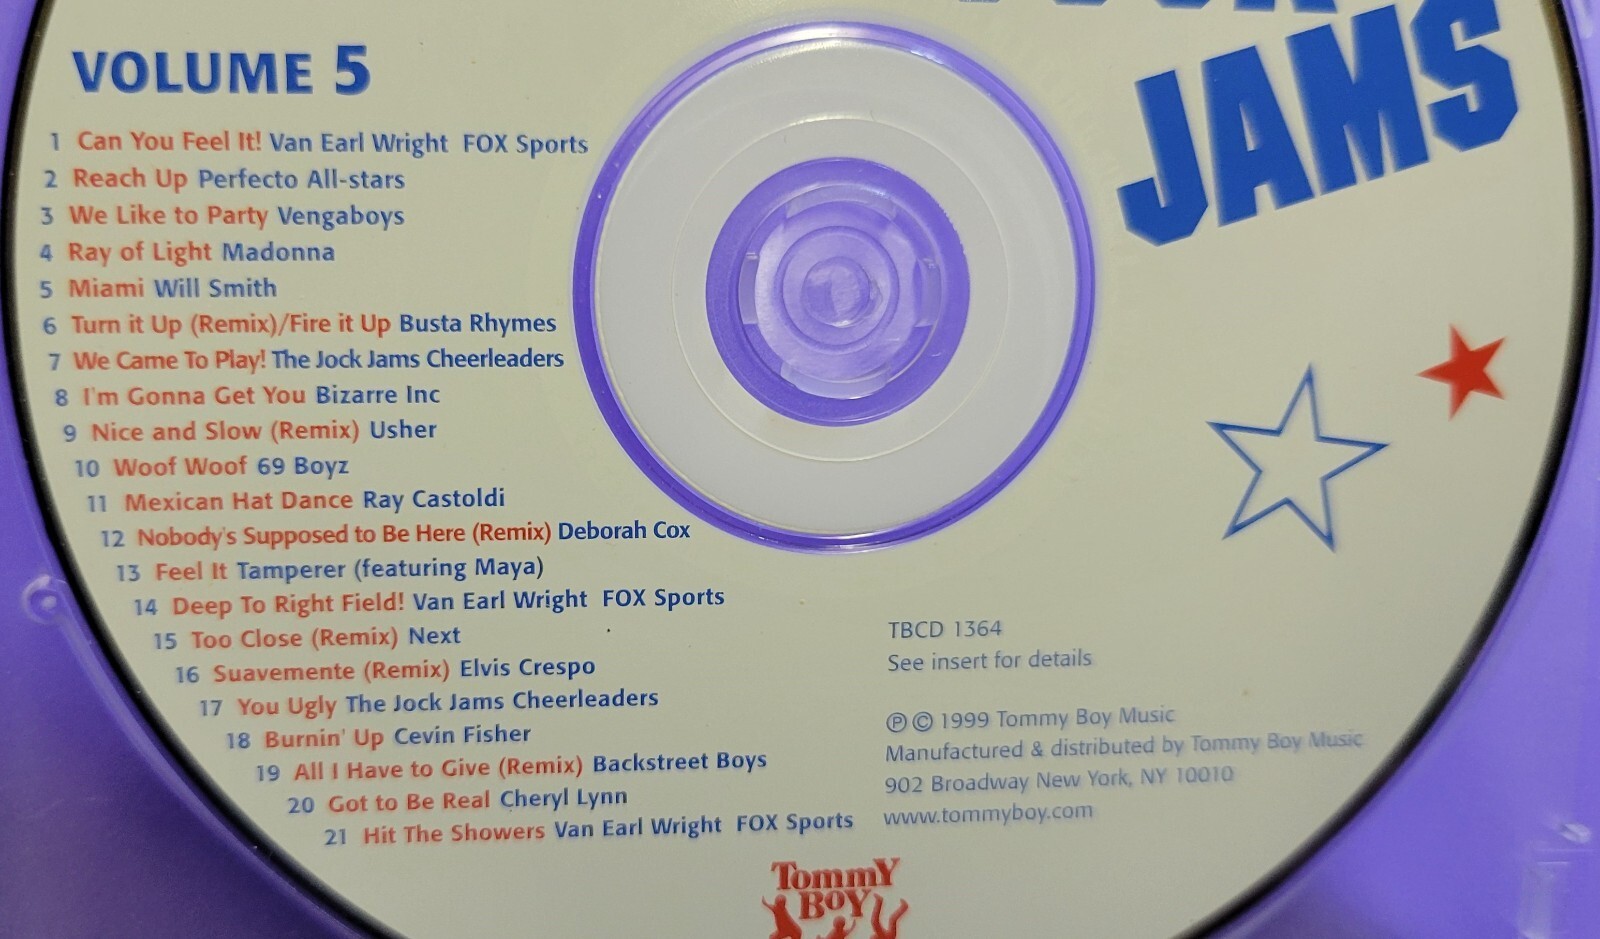 JAMS
VOLUME 5
1 Can You Feel It! Van Earl Wright FOX Sports
2 Reach Up Perfecto All-stars
3 We Like to Party Vengaboys
4 Ray of Light Madonna
5 Miami Will Smith
6 Turn it Up (Remix)/Fire it Up Busta Rhymes
7 We Came To Play! The Jock Jams Cheerleaders
8 I'm Gonna Get You Bizarre Inc
9 Nice and Slow (Remix) Usher
10 Woof Woof 69 Boyz
11 Mexican Hat Dance Ray Castoldi
12 Nobody's Supposed to Be Here (Remix) Deborah Cox
13 Feel It Tamperer (featuring Maya)
14 Deep To Right Field! Van Earl Wright FOX Sports
15 Too Close (Remix) Next
16 Suavemente (Remix) Elvis Crespo
17 You Ugly The Jock Jams Cheerleaders
18 Burnin' Up Cevin Fisher
19 All I Have to Give (Remix) Backstreet Boys
20 Got to Be Real Cheryl Lynn
21 Hit The Showers Van Earl Wright FOX Sports
TBCD 1364
See insert for details
℗ © 1999 Tommy Boy Music
Manufactured & distributed by Tommy Boy Music
902 Broadway New York, NY 10010
www.tommyboy.com
TommY
BOY